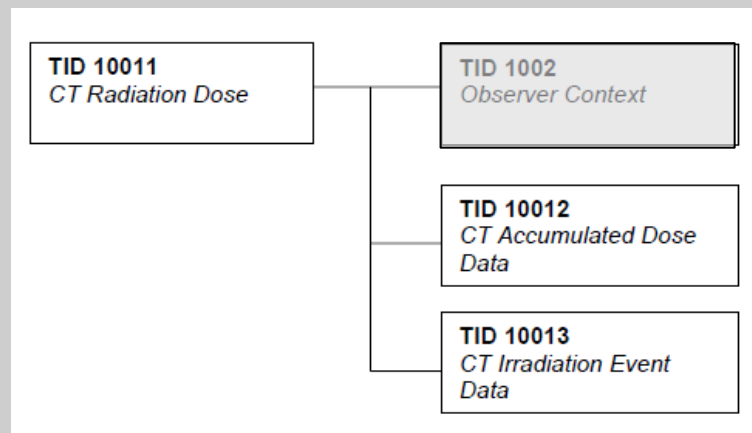 TID 10011
CT Radiation Dose
TID 1002
Observer Context
TID 10012
CT Accumulated Dose
Data
TID 10013
CT Irradiation Event
Data